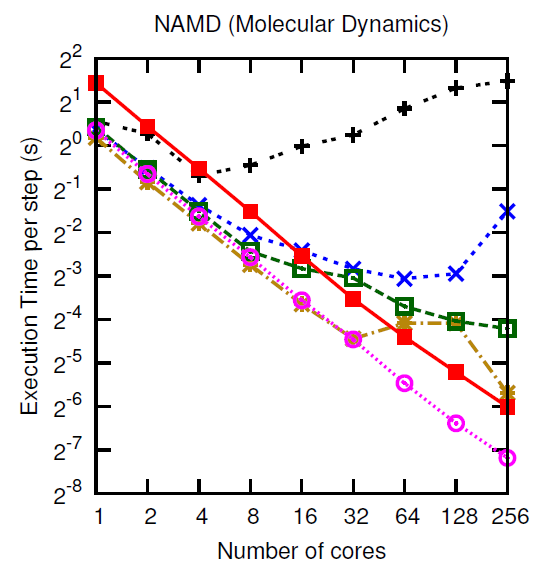 NAMD (Molecular Dynamics)
2^2
2^1
2^0
2^-1
2^-2
2^-3
2^-4
2^-5
2^-6
2^-7
2^-8
Execution Time per step (s)
1 2 4 8 16 32 64 128 256
Number of cores